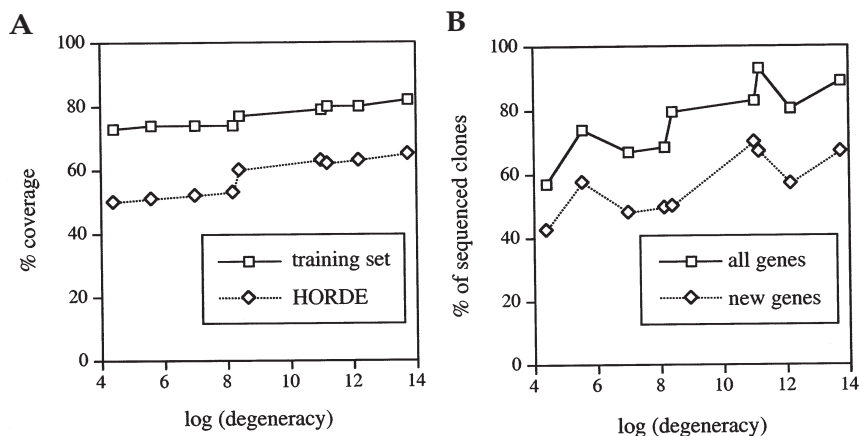 A
100
80
60
40
20
0
% coverage
training set
HORDE
4 6 8 10 12 14
log (degeneracy)
B
100
80
60
40
20
0
% of sequenced clones
all genes
new genes
4 6 8 10 12 14
log (degeneracy)